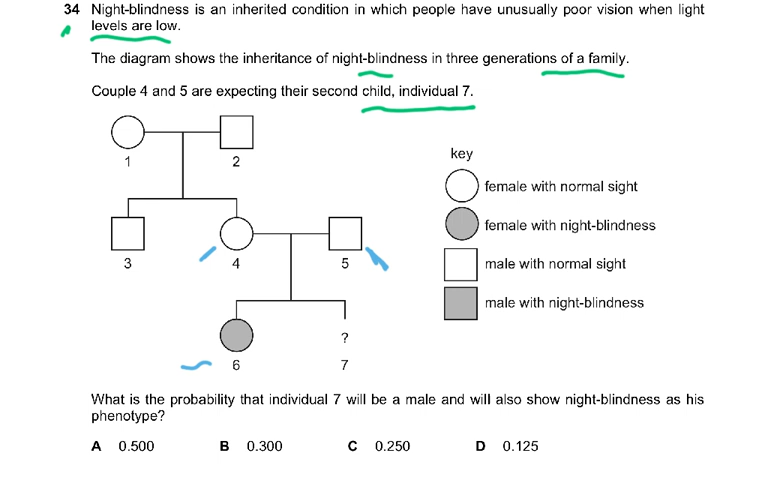 34 Night-blindness is an inherited condition in which people have unusually poor vision when light
levels are low.
The diagram shows the inheritance of night-blindness in three generations of a family.
Couple 4 and 5 are expecting their second child, individual 7.
key
1
2
female with normal sight
female with night-blindness
3
4
5
male with normal sight
male with night-blindness
?
6
7
What is the probability that individual 7 will be a male and will also show night-blindness as his
phenotype?
A 0.500 B 0.300 C 0.250 D 0.125